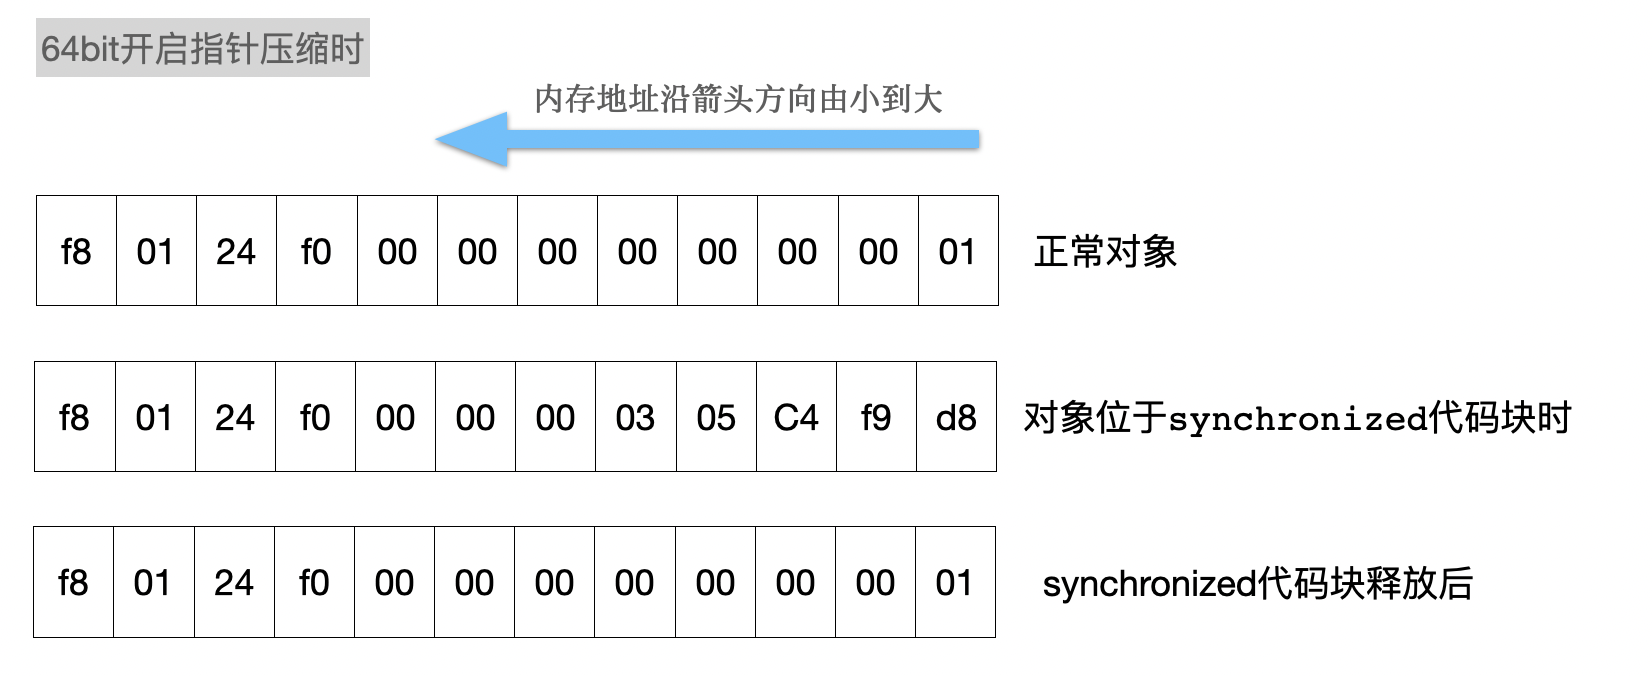 64bit开启指针压缩时
内存地址沿箭头方向由小到大
f8 01 24 f0 00 00 00 00 00 00 00 01 正常对象
f8 01 24 f0 00 00 00 03 05 C4 f9 d8 对象位于synchronized代码块时
f8 01 24 f0 00 00 00 00 00 00 00 01 synchronized代码块释放后